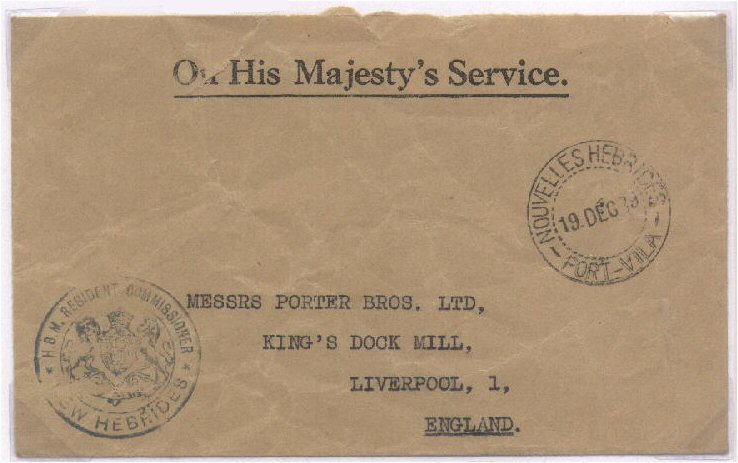 On His Majesty's Service.
NOUVELLES HEBRIDES
19. DEC
PORT-VILA
MESSRS PORTER BROS. LTD,
KING'S DOCK MILL,
LIVERPOOL, 1,
ENGLAND.
H.B.M. RESIDENT COMMISSIONER
NEW HEBRIDES